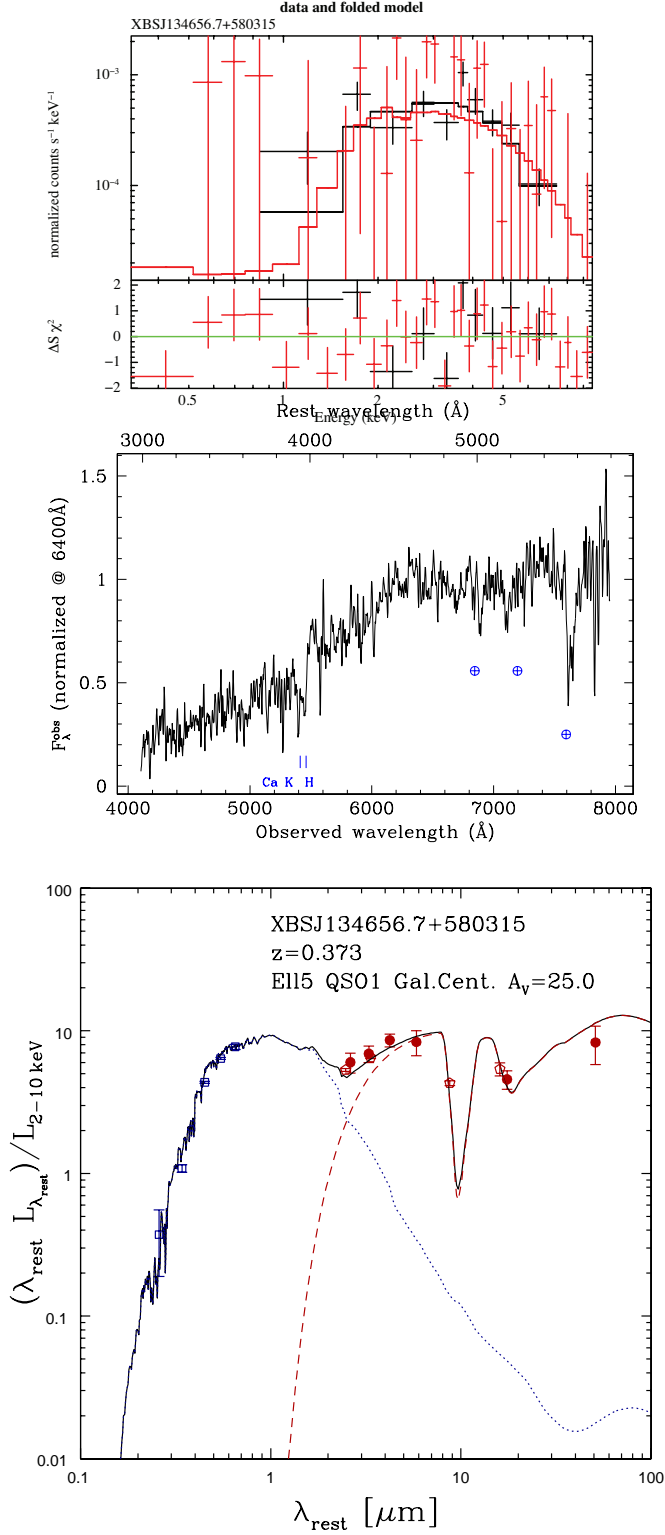 data and folded model
XBSJ134656.7+580315
normalized counts s⁻¹ keV⁻¹
10⁻³
10⁻⁴
ΔS χ²
2
1
0
−1
−2
0.5 1 2 5
Energy (keV)
Rest wavelength (Å)
3000 4000 5000
F_λ^obs (normalized @ 6400Å)
1.5
1
0.5
0
Ca K H
4000 5000 6000 7000 8000
Observed wavelength (Å)
XBSJ134656.7+580315
z=0.373
Ell5 QSO1 Gal.Cent. A_V=25.0
(λ_rest L_λrest)/L_2−10 keV
100
10
1
0.1
0.01
0.1 1 10 100
λ_rest [μm]